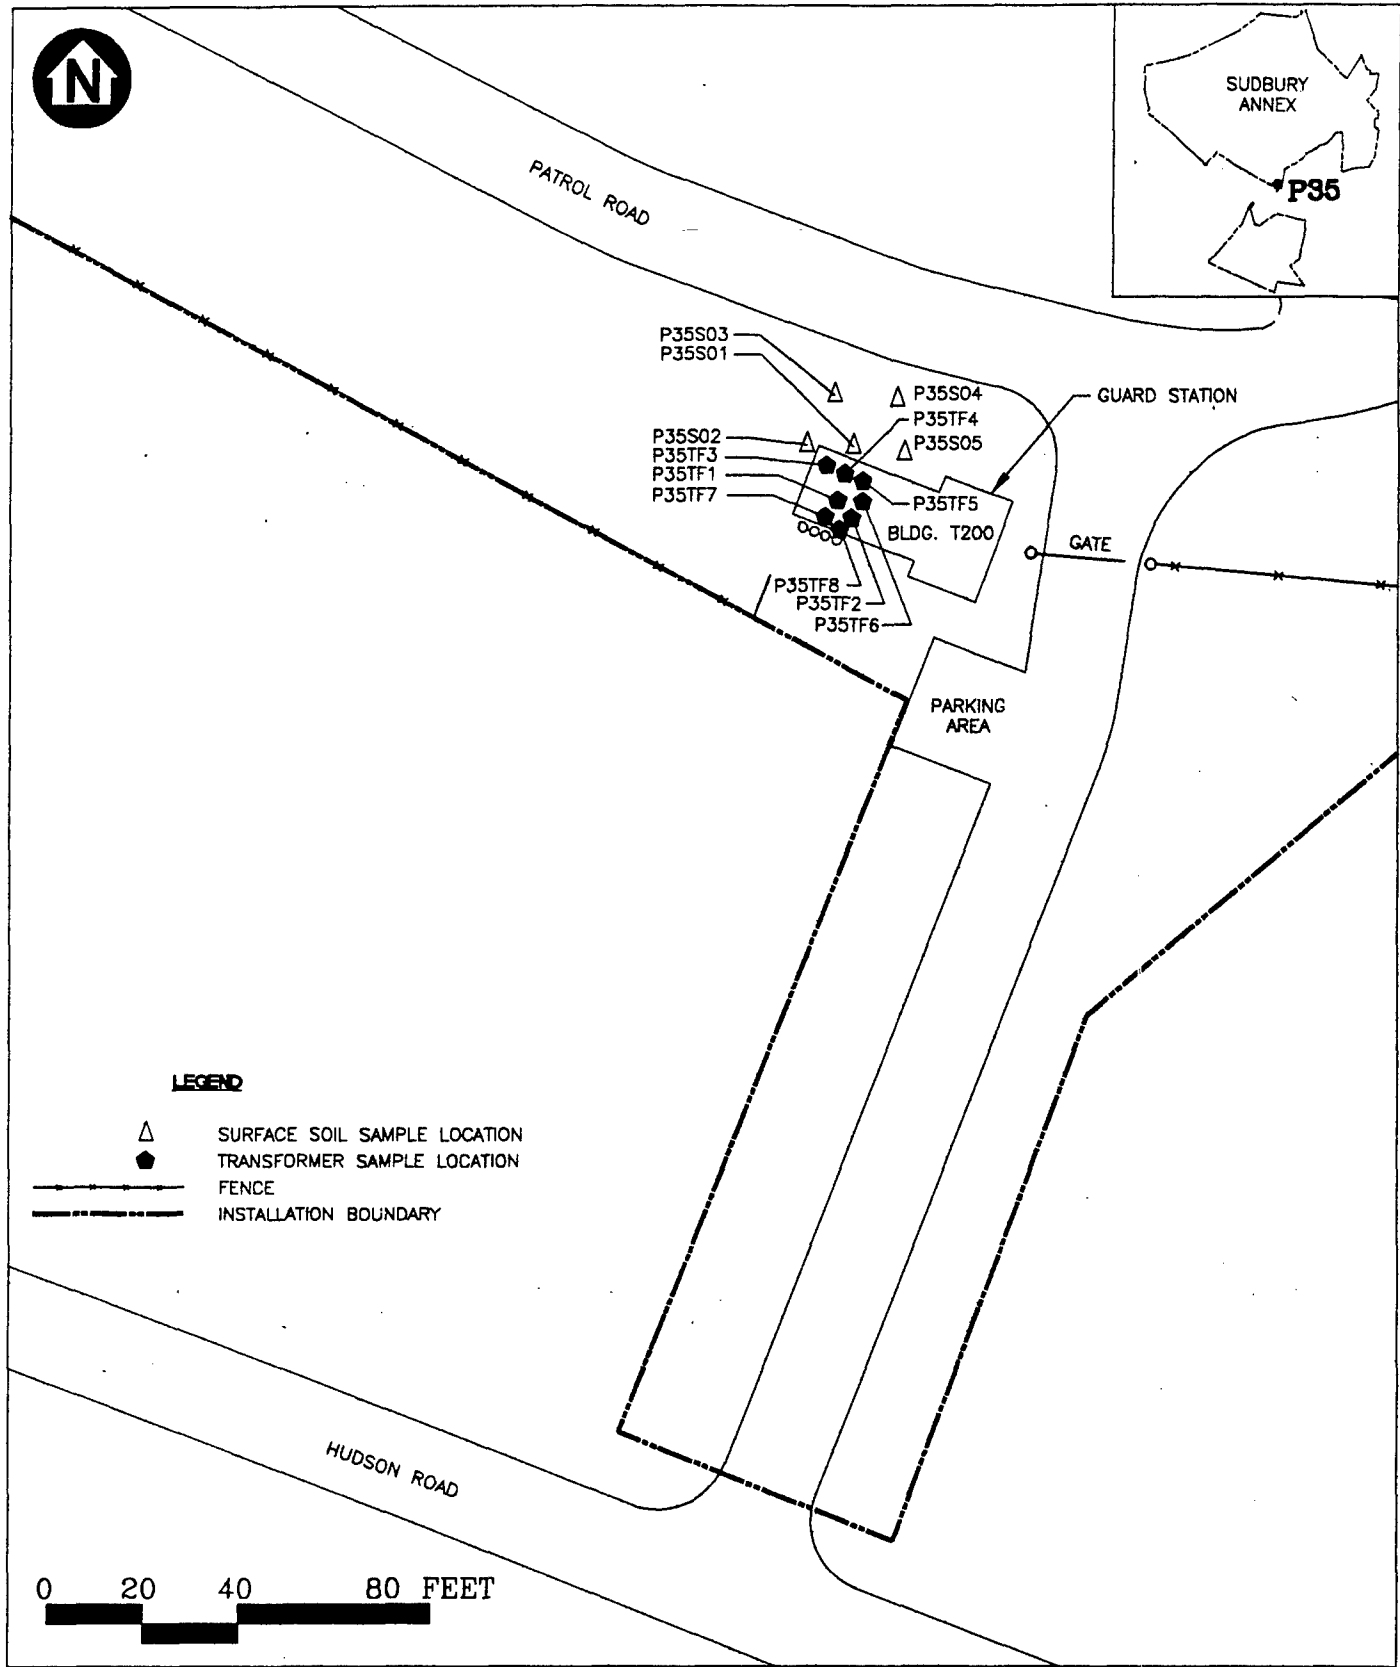 N
SUDBURY
ANNEX
P35
PATROL ROAD
P35S03
P35S01
P35S04
GUARD STATION
P35TF4
P35S02
P35S05
P35TF3
P35TF1
P35TF7
P35TF5
BLDG. T200
GATE
P35TF8
P35TF2
P35TF6
PARKING
AREA
LEGEND
SURFACE SOIL SAMPLE LOCATION
TRANSFORMER SAMPLE LOCATION
FENCE
INSTALLATION BOUNDARY
HUDSON ROAD
0 20 40 80 FEET